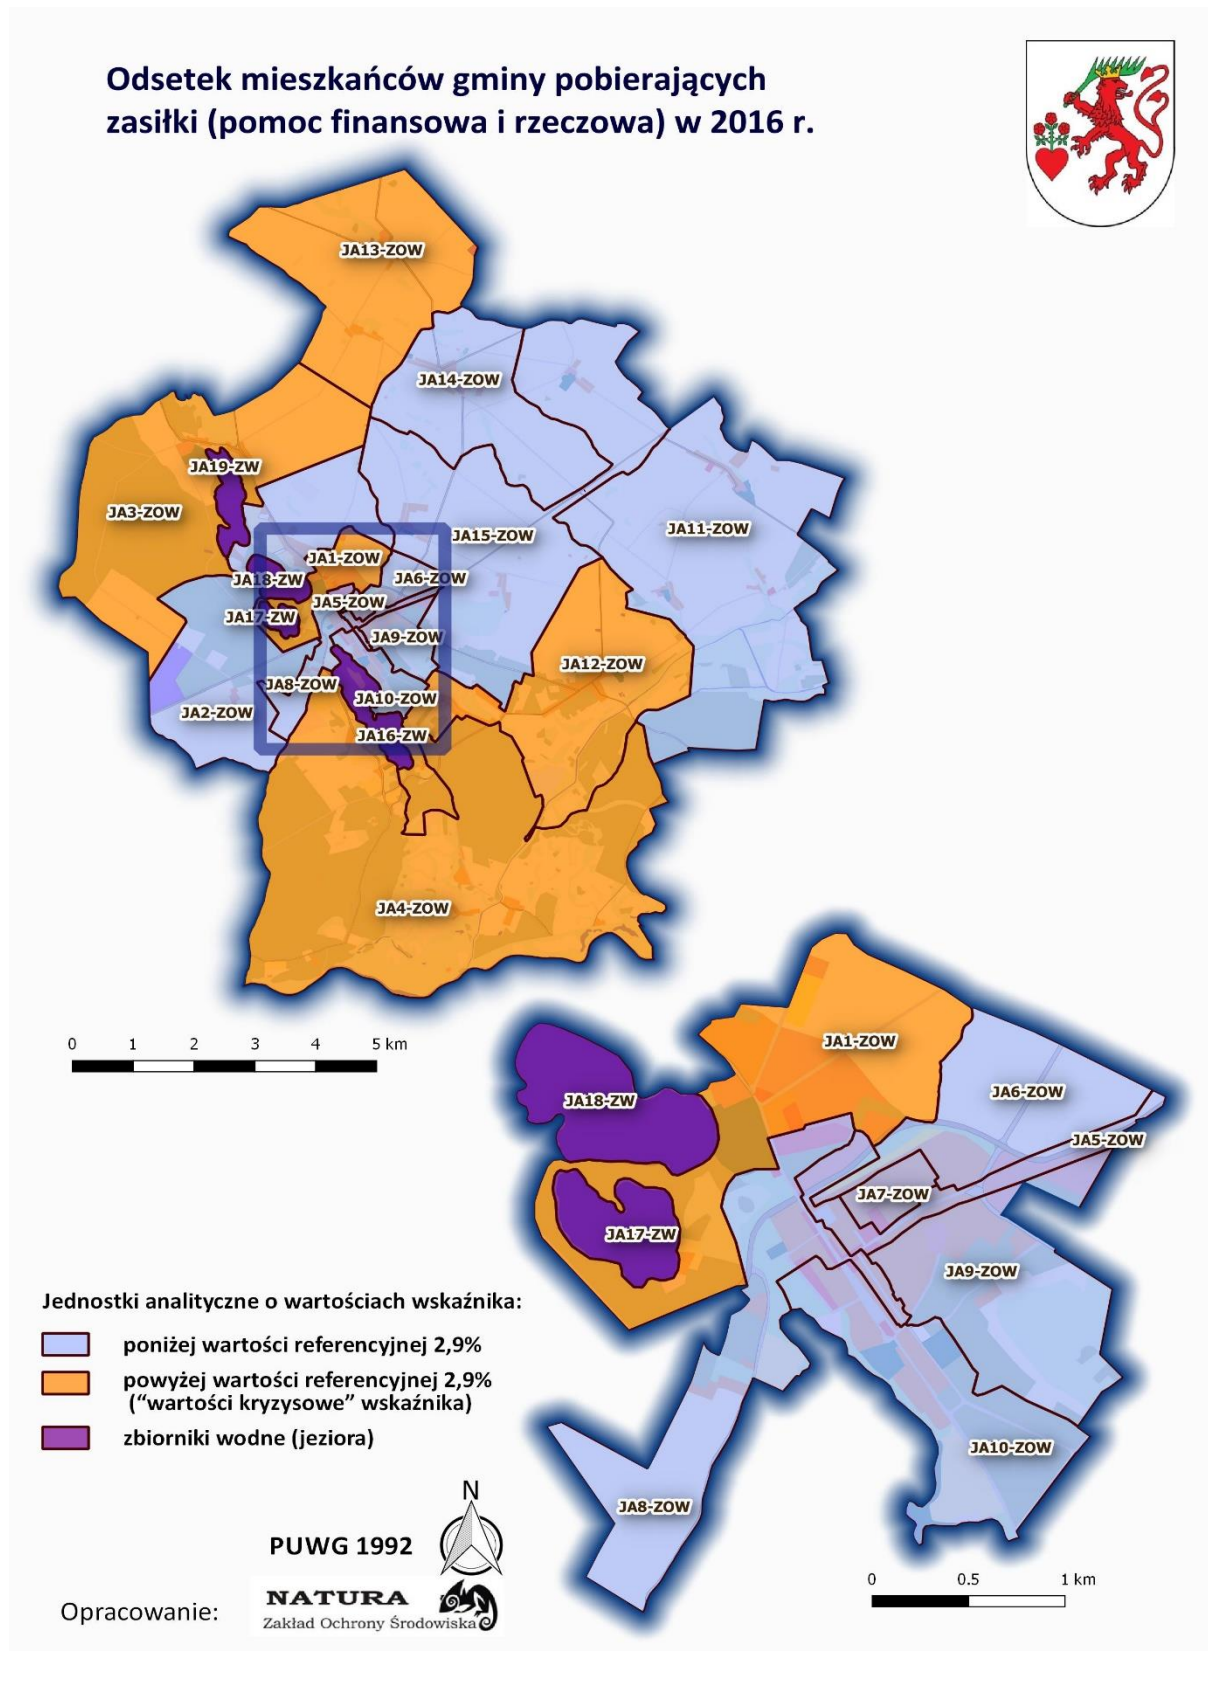 Odsetek mieszkańców gminy pobierających
zasiłki (pomoc finansowa i rzeczowa) w 2016 r.
JA13-ZOW
JA14-ZOW
JA19-ZW
JA3-ZOW
JA15-ZOW
JA11-ZOW
JA1-ZOW
JA18-ZW
JA6-ZOW
JA5-ZOW
JA17-ZW
JA9-ZOW
JA12-ZOW
JA8-ZOW
JA10-ZOW
JA2-ZOW
JA16-ZW
JA4-ZOW
0 1 2 3 4 5 km
JA1-ZOW
JA18-ZW
JA6-ZOW
JA5-ZOW
JA7-ZOW
JA17-ZW
JA9-ZOW
JA10-ZOW
JA8-ZOW
Jednostki analityczne o wartościach wskaźnika:
poniżej wartości referencyjnej 2,9%
powyżej wartości referencyjnej 2,9%
("wartości kryzysowe" wskaźnika)
zbiorniki wodne (jeziora)
N
PUWG 1992
0 0.5 1 km
Opracowanie:
NATURA
Zakład Ochrony Środowiska